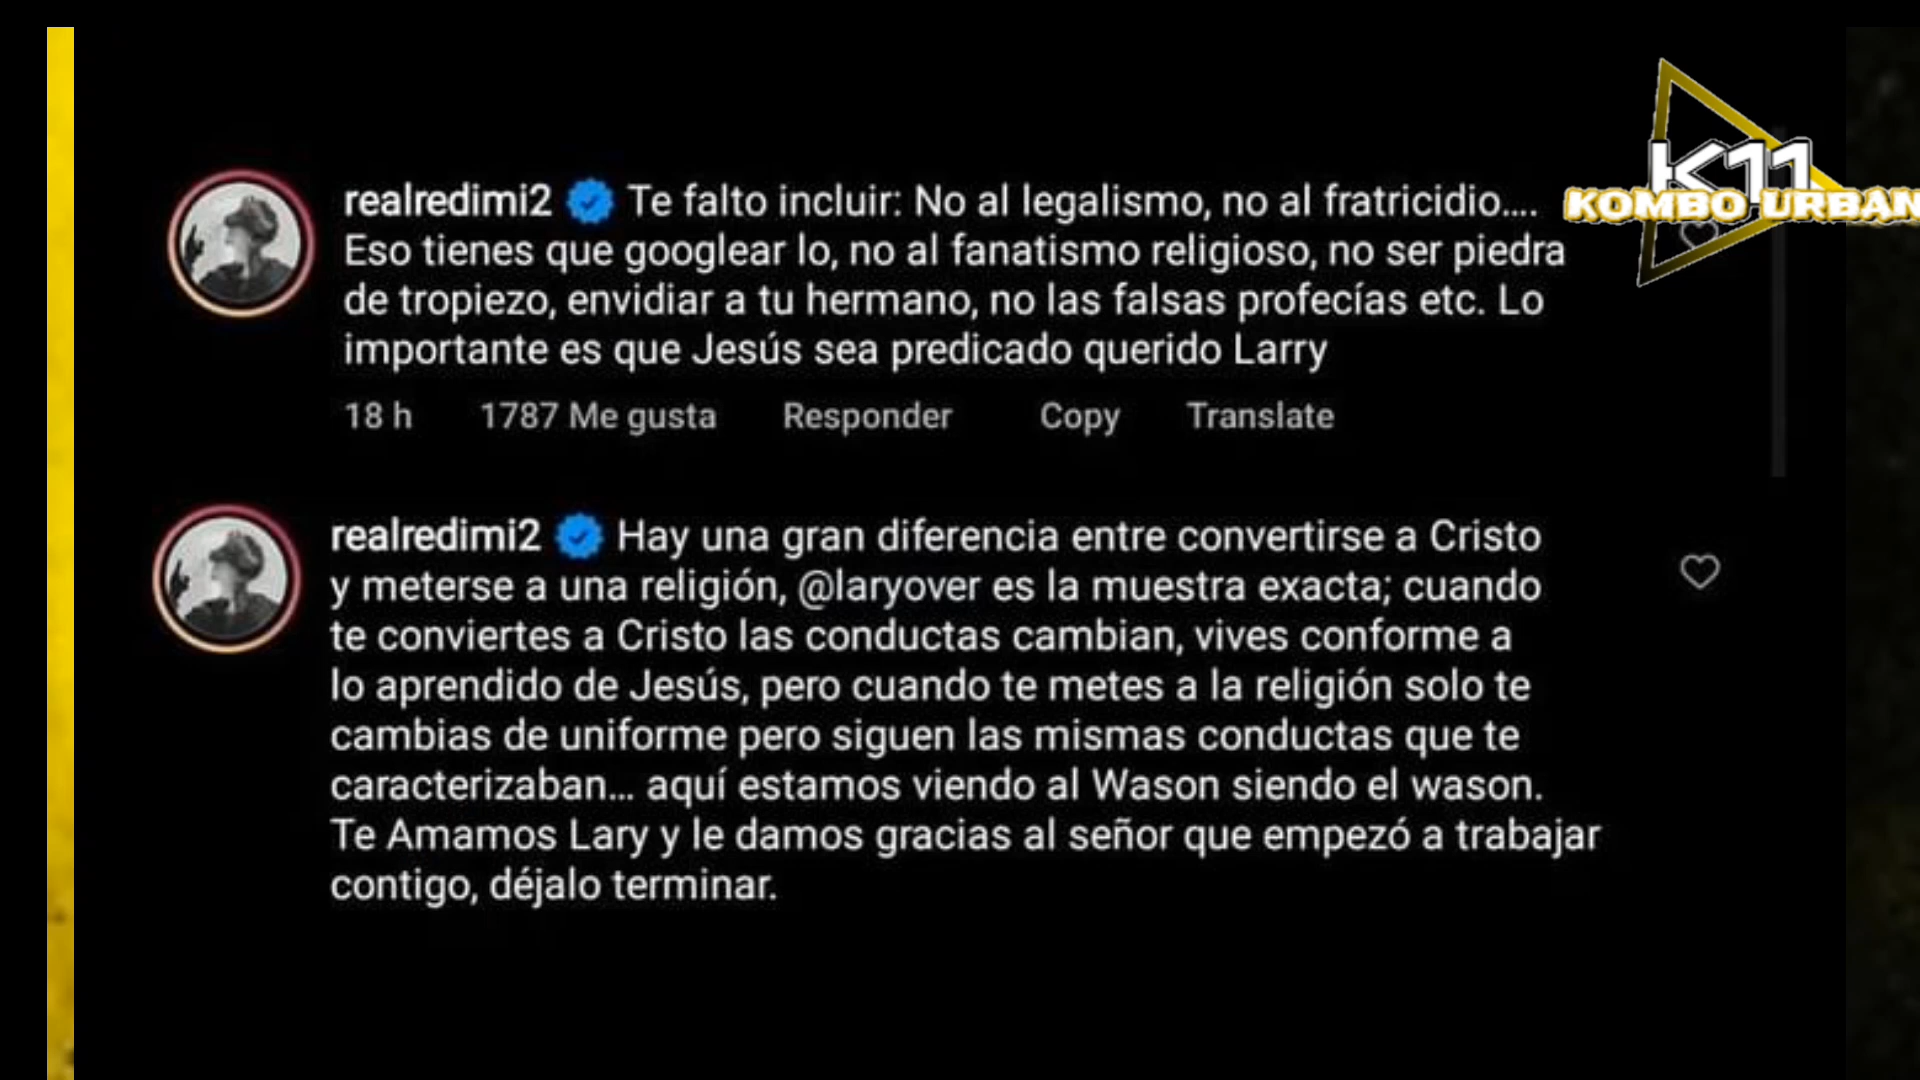 realredimi2 Te falto incluir: No al legalismo, no al fratricidio....
Eso tienes que googlear lo, no al fanatismo religioso, no ser piedra
de tropiezo, envidiar a tu hermano, no las falsas profecías etc. Lo
importante es que Jesús sea predicado querido Larry
18 h 1787 Me gusta Responder Copy Translate
K11
KOMBO URBAN
realredimi2 Hay una gran diferencia entre convertirse a Cristo
y meterse a una religión, @laryover es la muestra exacta; cuando
te conviertes a Cristo las conductas cambian, vives conforme a
lo aprendido de Jesús, pero cuando te metes a la religión solo te
cambias de uniforme pero siguen las mismas conductas que te
caracterizaban... aquí estamos viendo al Wason siendo el wason.
Te Amamos Lary y le damos gracias al señor que empezó a trabajar
contigo, déjalo terminar.